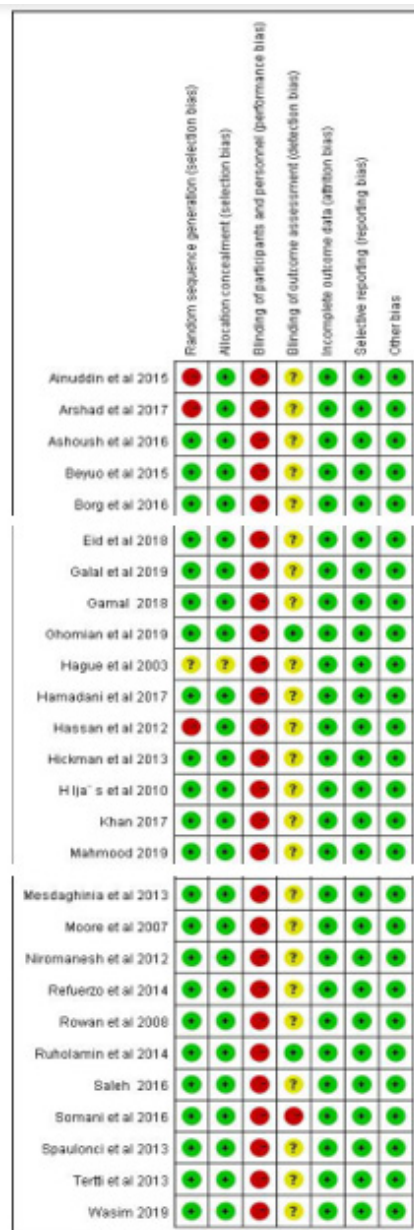 Random sequence generation (selection bias)
Allocation concealment (selection bias)
Blinding of participants and personnel (performance bias)
Blinding of outcome assessment (detection bias)
Incomplete outcome data (attrition bias)
Selective reporting (reporting bias)
Other bias
Ainuddin et al 2015 ? 
Arshad et al 2017 ?
Ashoush et al 2016 ?
Beyuo et al 2015 ?
Borg et al 2016 ?
Eid et al 2018 ?
Galal et al 2019 ?
Gamal 2018 ?
Ghomian et al 2019
Hague et al 2003 ? ? ?
Hamadani et al 2017 ?
Hassan et al 2012 ?
Hickman et al 2013 ?
H Ija¨ s et al 2010 ?
Khan 2017 ?
Mahmood 2019 ?
Mesdaghinia et al 2013 ?
Moore et al 2007 ?
Niromanesh et al 2012 ?
Refuerzo et al 2014 ?
Rowan et al 2008 ?
Ruholamin et al 2014
Saleh 2016 ?
Somani et al 2016
Spaulonci et al 2013 ?
Tertti et al 2013 ?
Wasim 2019 ?